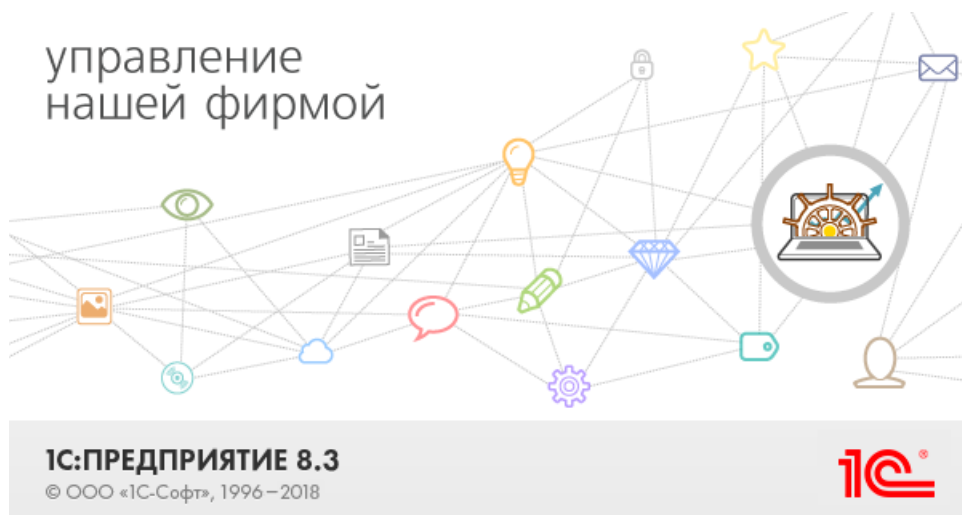 управление
нашей фирмой
1С:ПРЕДПРИЯТИЕ 8.3
© ООО «1С-Софт», 1996–2018
1С®